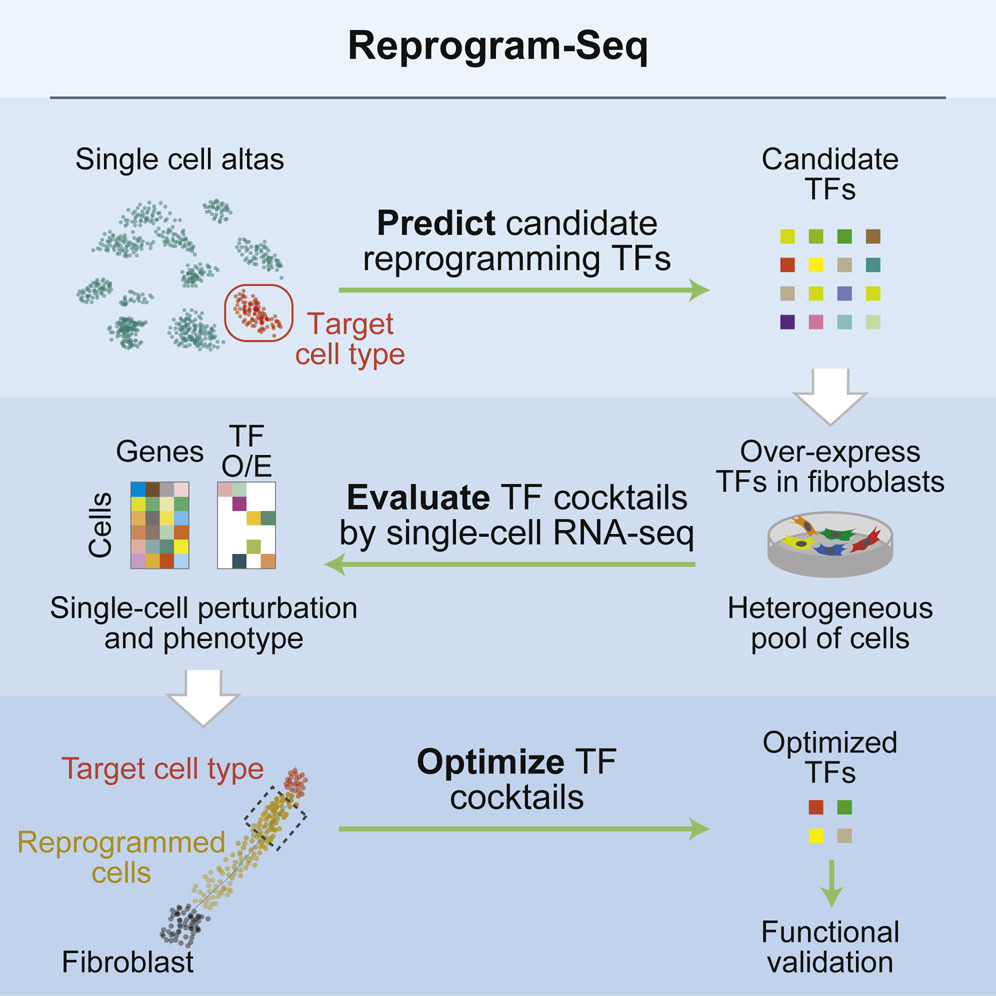 Reprogram-Seq
Single cell altas
Predict candidate
reprogramming TFs
Candidate
TFs
Target
cell type
Genes
TF
O/E
Cells
Evaluate TF cocktails
by single-cell RNA-seq
Over-express
TFs in fibroblasts
Single-cell perturbation
and phenotype
Heterogeneous
pool of cells
Target cell type
Reprogrammed
cells
Fibroblast
Optimize TF
cocktails
Optimized
TFs
Functional
validation